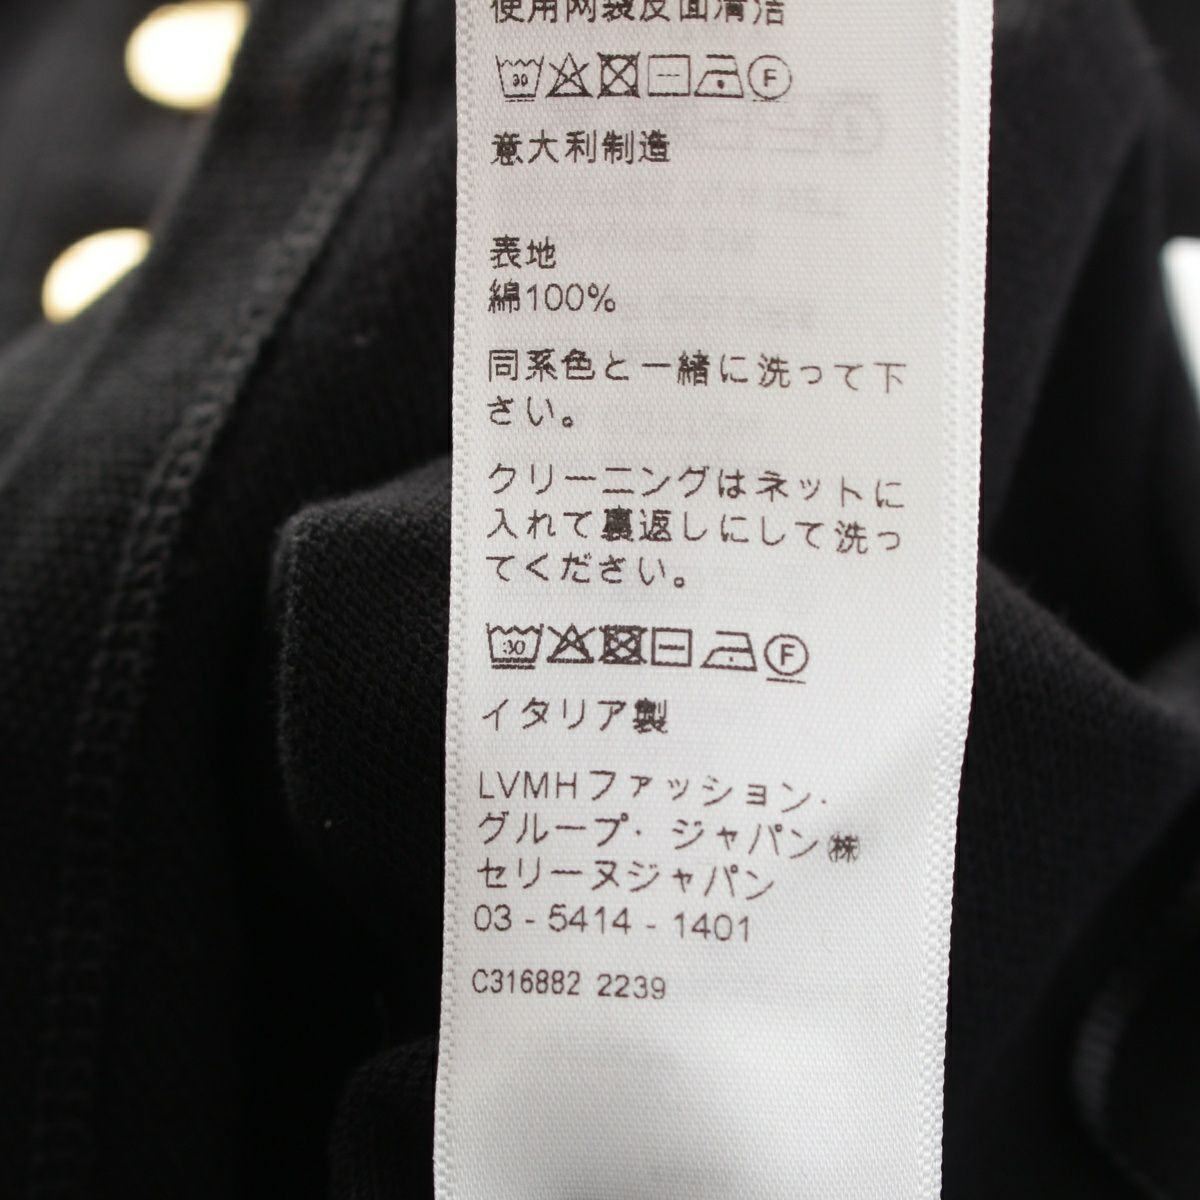 使用网袋反面清洁
30 F
意大利制造
表地
綿100%
同系色と一緒に洗って下
さい。
クリーニングはネットに
入れて裏返しにして洗っ
てください。
30 F
イタリア製
LVMHファッション・
グループ・ジャパン㈱
セリーヌジャパン
03 - 5414 - 1401
C316882 2239